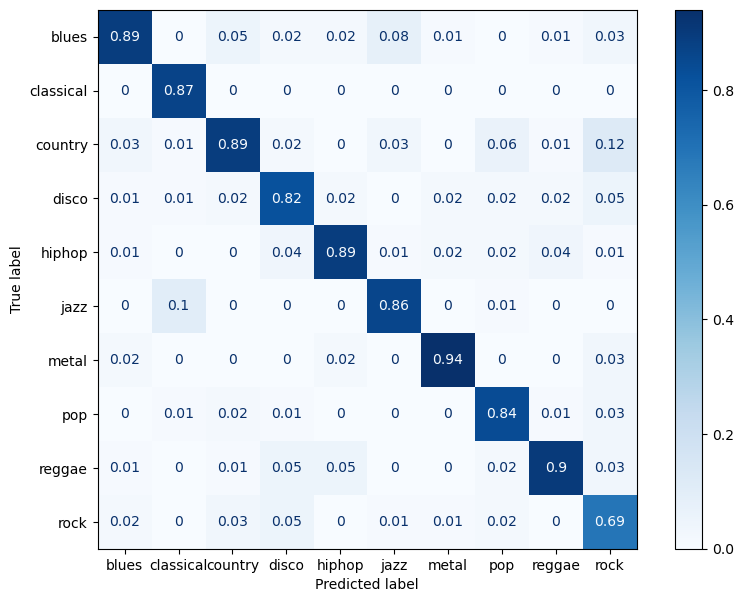 blues 0.89 0 0.05 0.02 0.02 0.08 0.01 0 0.01 0.03
classical 0 0.87 0 0 0 0 0 0 0 0
country 0.03 0.01 0.89 0.02 0 0.03 0 0.06 0.01 0.12
disco 0.01 0.01 0.02 0.82 0.02 0 0.02 0.02 0.02 0.05
hiphop 0.01 0 0 0.04 0.89 0.01 0.02 0.02 0.04 0.01
jazz 0 0.1 0 0 0 0.86 0 0.01 0 0
metal 0.02 0 0 0 0.02 0 0.94 0 0 0.03
pop 0 0.01 0.02 0.01 0 0 0 0.84 0.01 0.03
reggae 0.01 0 0.01 0.05 0.05 0 0 0.02 0.9 0.03
rock 0.02 0 0.03 0.05 0 0.01 0.01 0.02 0 0.69
blues classical country disco hiphop jazz metal pop reggae rock
Predicted label
True label
0.8
0.6
0.4
0.2
0.0